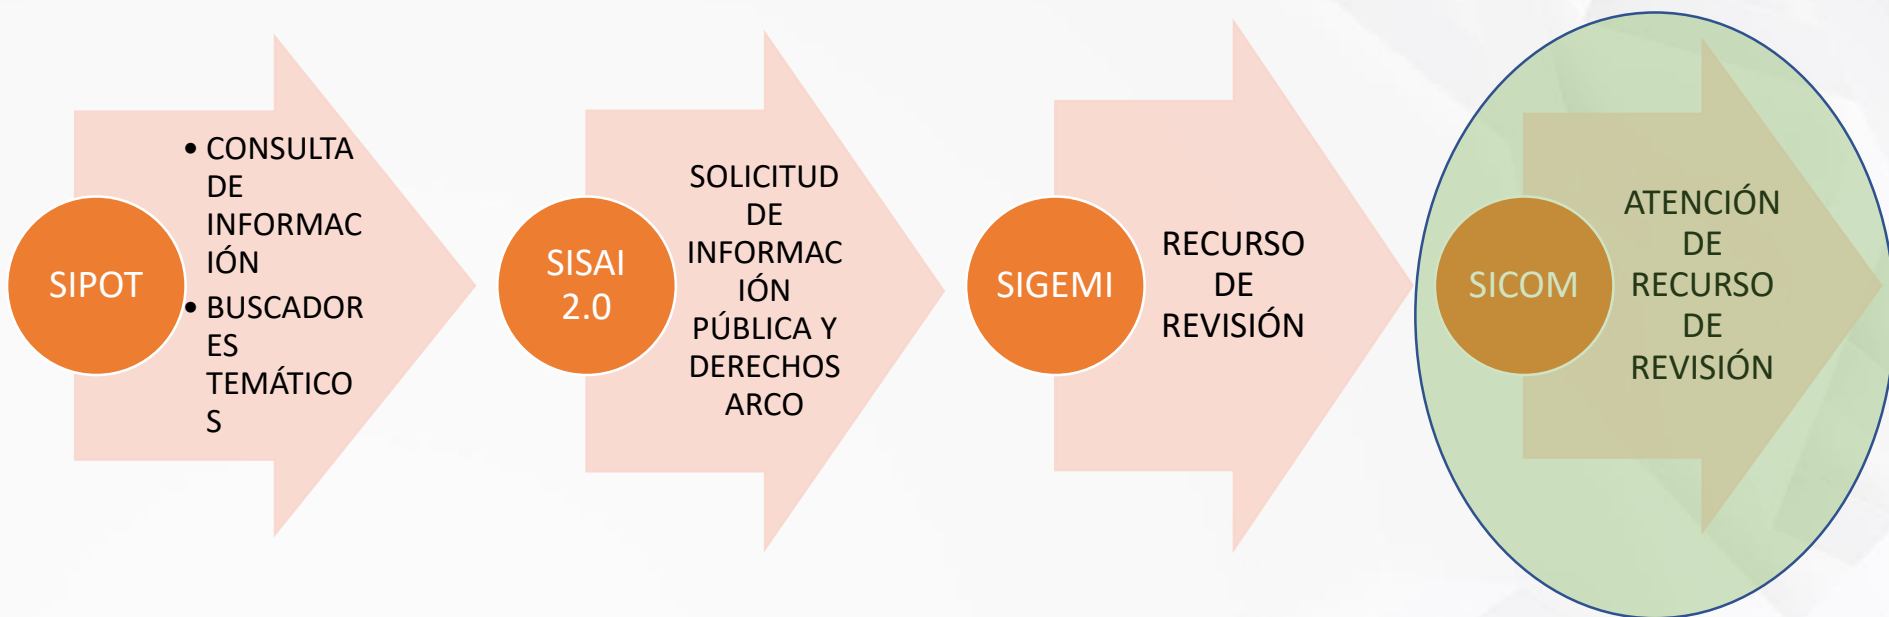 SIPOT
• CONSULTA
DE
INFORMAC
IÓN
• BUSCADOR
ES
TEMÁTICO
S
SISAI
2.0
SOLICITUD
DE
INFORMAC
IÓN
PÚBLICA Y
DERECHOS
ARCO
SIGEMI
RECURSO
DE
REVISIÓN
SICOM
ATENCIÓN
DE
RECURSO
DE
REVISIÓN